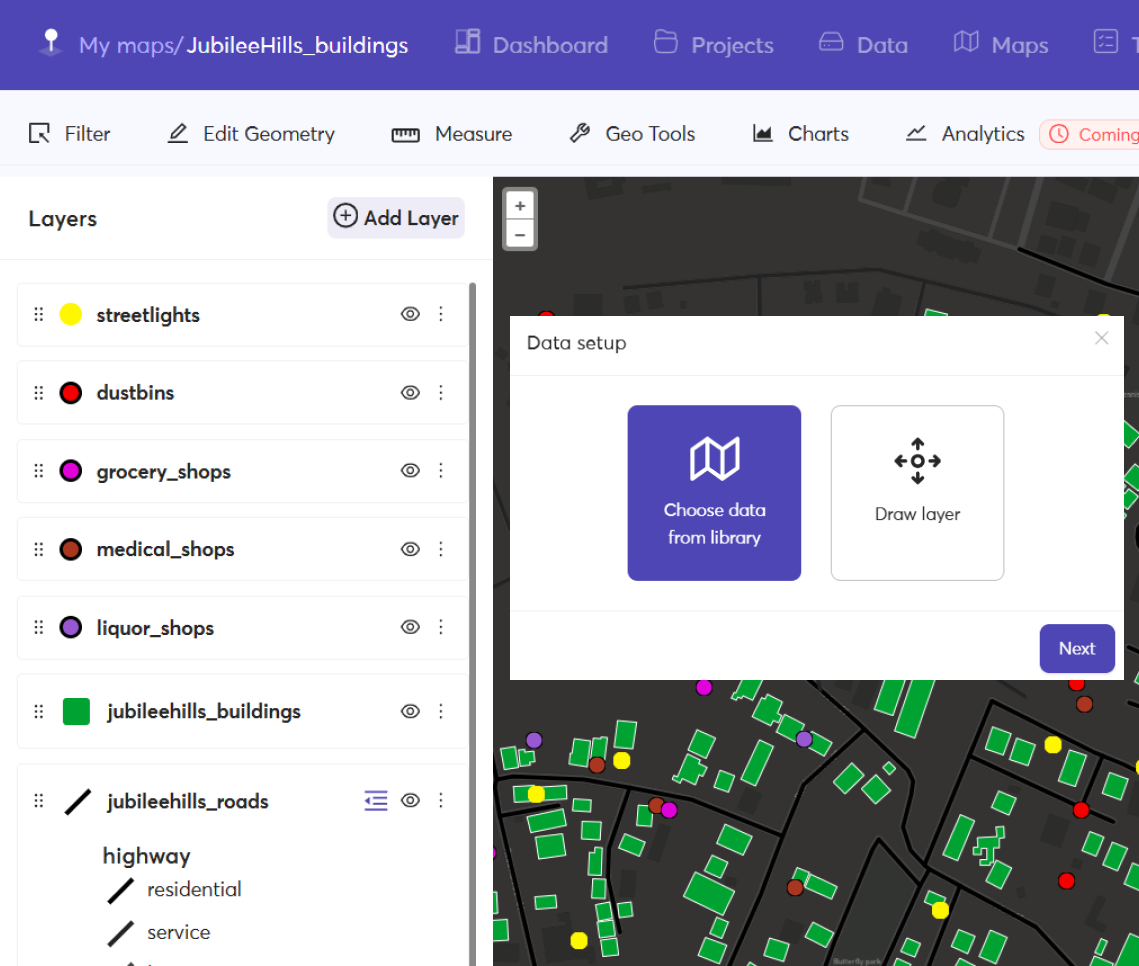 My maps/JubileeHills_buildings Dashboard Projects Data Maps
Filter Edit Geometry Measure Geo Tools Charts Analytics Coming
Layers Add Layer
+
−
streetlights
dustbins
grocery_shops
medical_shops
liquor_shops
jubileehills_buildings
jubileehills_roads
highway
residential
service
Data setup
Choose data
from library
Draw layer
Next
Butterfly park